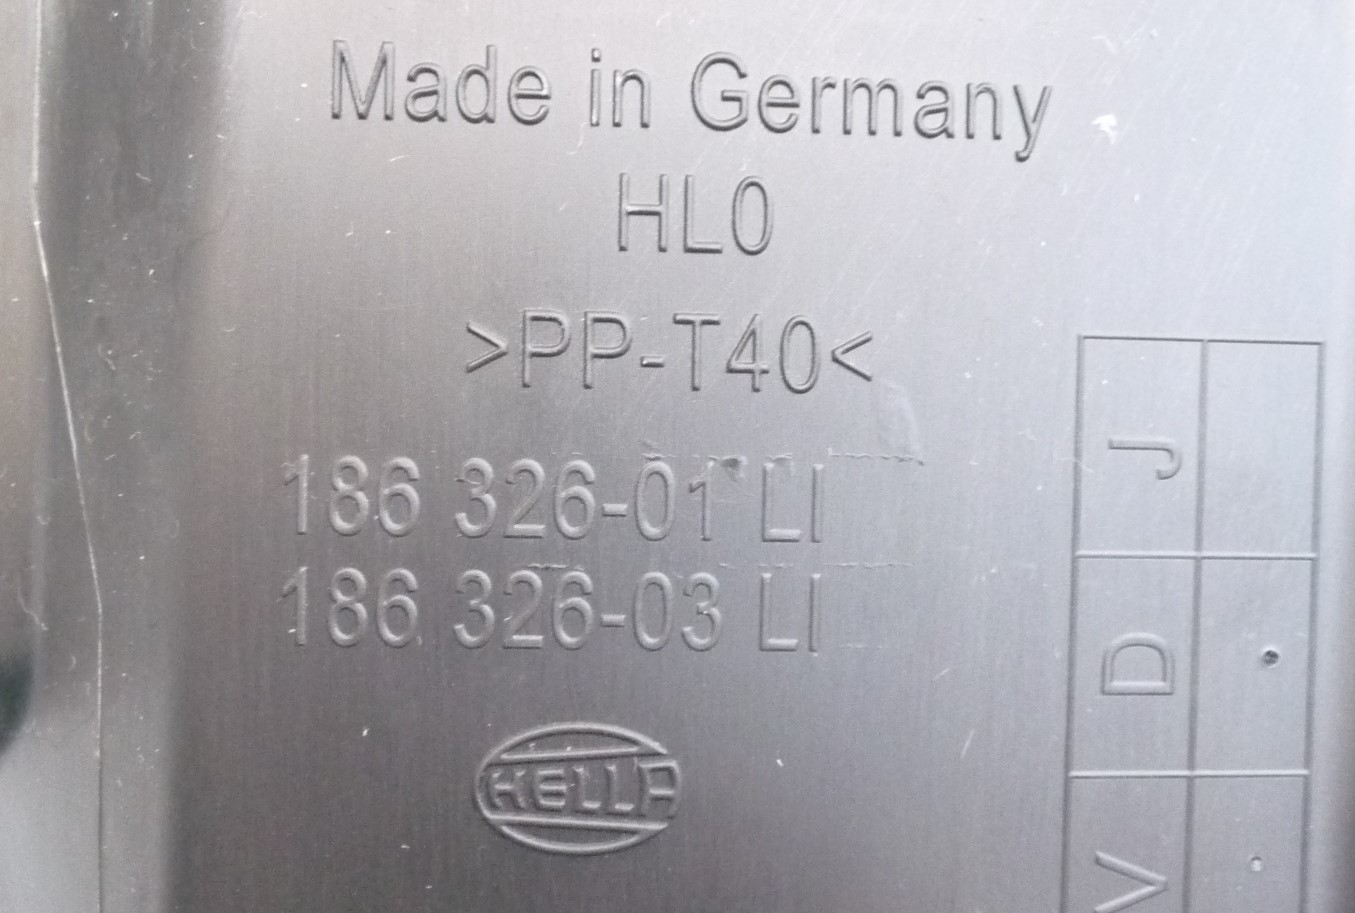 Made in Germany
HL0
>PP-T40<
186 326-01 LI
186 326-03 LI
HELLA
J
D
V